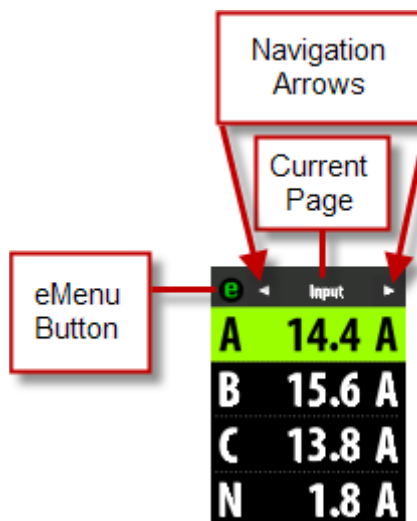 Navigation
Arrows
Current
Page
eMenu
Button
e ◄ Input ►
A 14.4 A
B 15.6 A
C 13.8 A
N 1.8 A